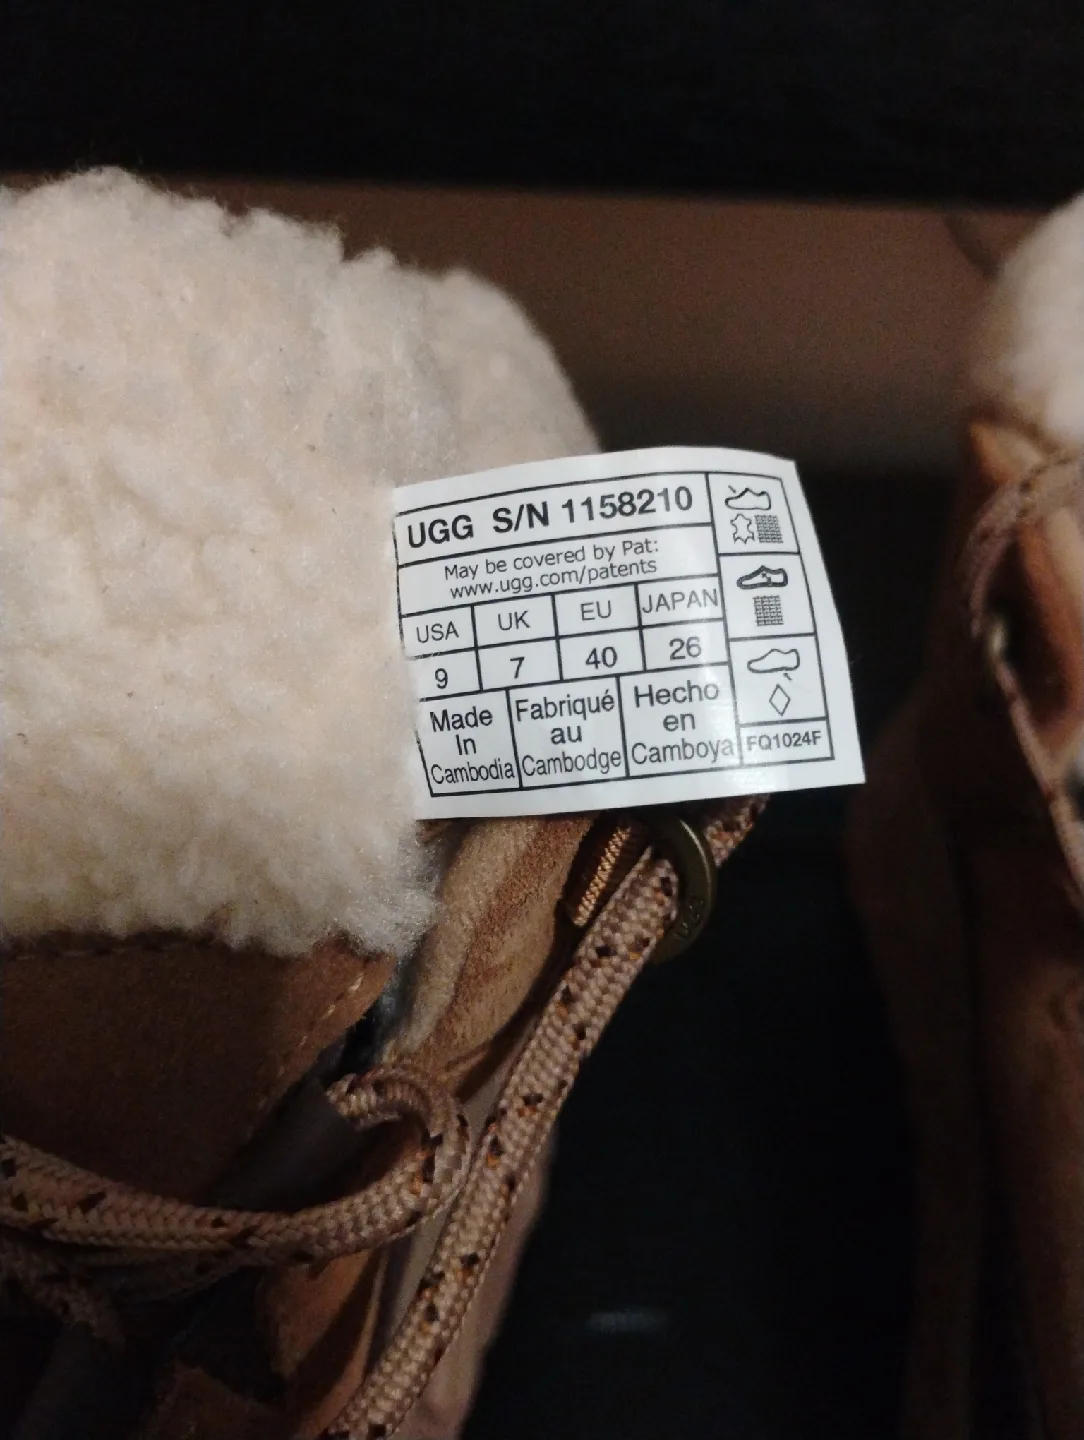 UGG S/N 1158210
May be covered by Pat:
www.ugg.com/patents
USA UK EU JAPAN
9 7 40 26
Made In Cambodia
Fabriqué au Cambodge
Hecho en Camboya
FQ1024F
UGG